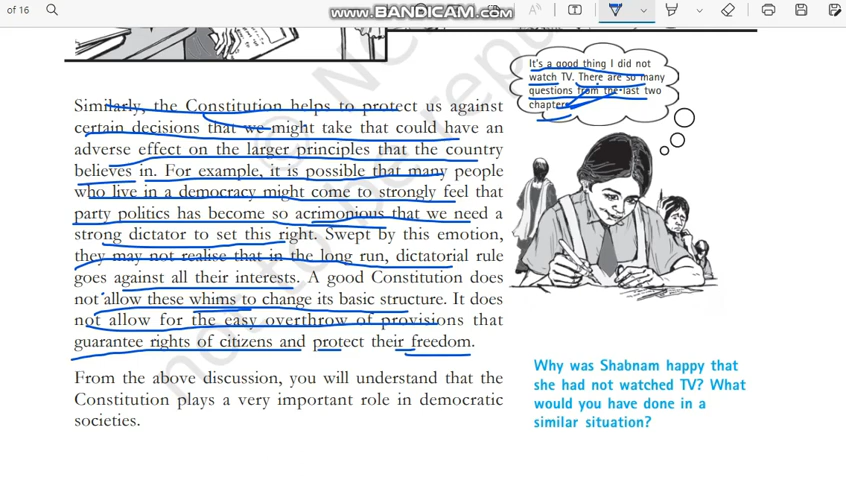 of 16
www.BANDICAM.com
It's a good thing I did not
watch TV. There are so many
questions from the last two
chapters
Similarly, the Constitution helps to protect us against
certain decisions that we might take that could have an
adverse effect on the larger principles that the country
believes in. For example, it is possible that many people
who live in a democracy might come to strongly feel that
party politics has become so acrimonious that we need a
strong dictator to set this right. Swept by this emotion,
they may not realise that in the long run, dictatorial rule
goes against all their interests. A good Constitution does
not allow these whims to change its basic structure. It does
not allow for the easy overthrow of provisions that
guarantee rights of citizens and protect their freedom.
From the above discussion, you will understand that the
Constitution plays a very important role in democratic
societies.
Why was Shabnam happy that
she had not watched TV? What
would you have done in a
similar situation?